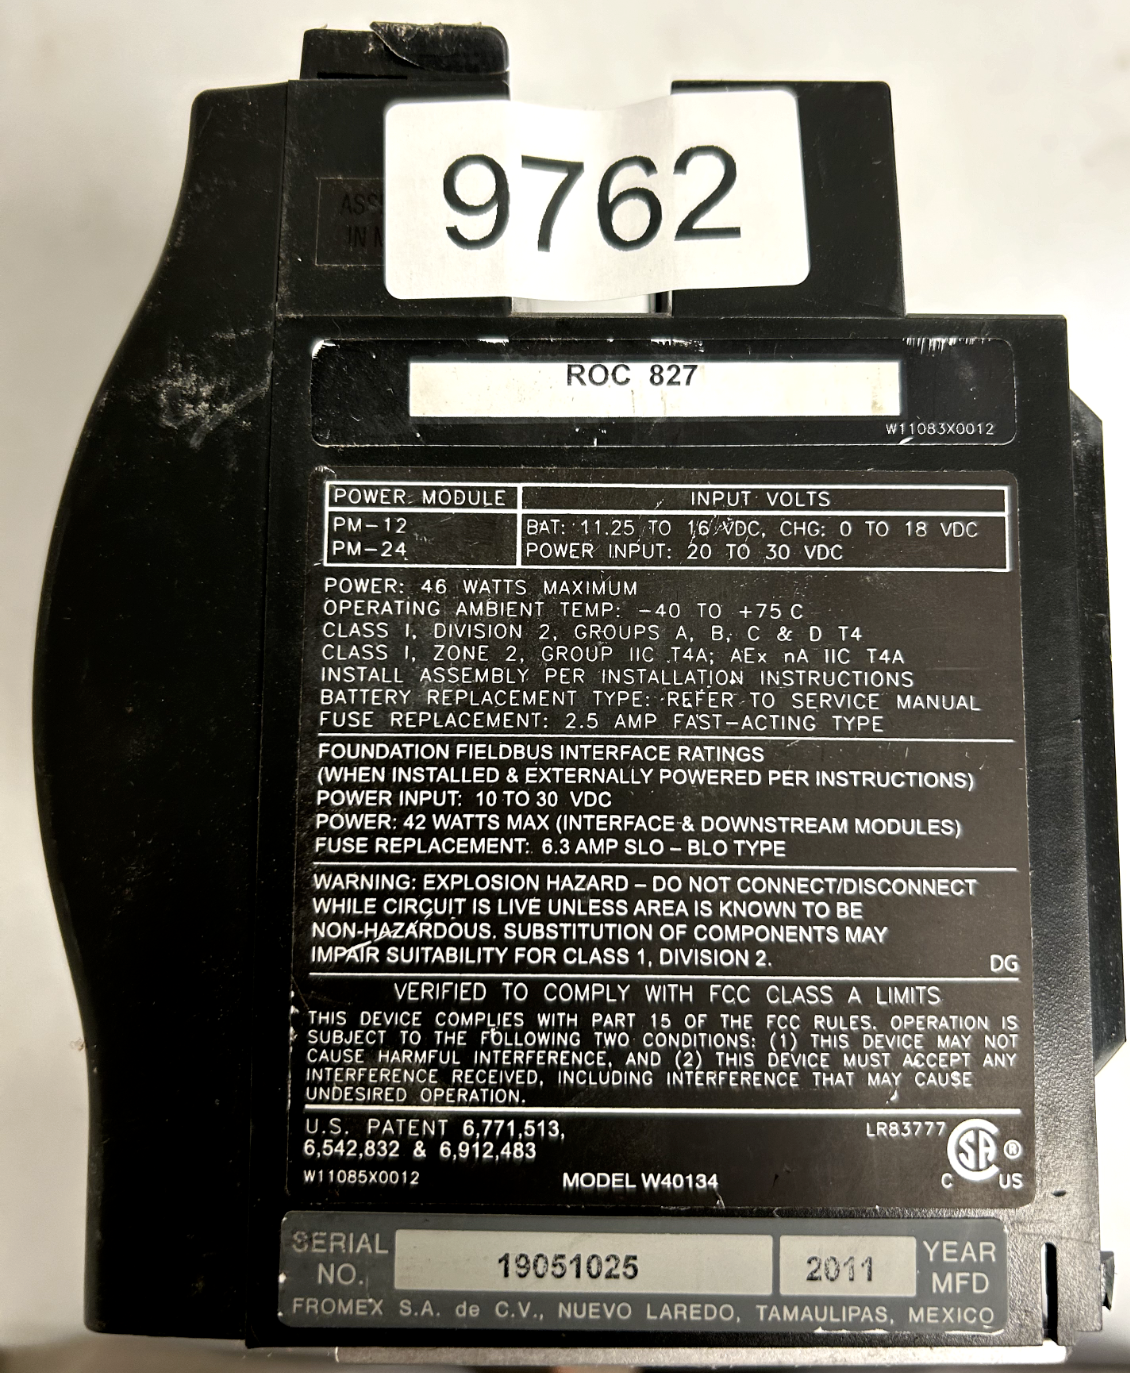 9762
ASS
IN M
ROC 827
W11083X0012
POWER MODULE INPUT VOLTS
PM-12 BAT: 11.25 TO 16 VDC, CHG: 0 TO 18 VDC
PM-24 POWER INPUT: 20 TO 30 VDC
POWER: 46 WATTS MAXIMUM
OPERATING AMBIENT TEMP: -40 TO +75 C
CLASS I, DIVISION 2, GROUPS A, B, C & D T4
CLASS I, ZONE 2, GROUP IIC T4A; AEx nA IIC T4A
INSTALL ASSEMBLY PER INSTALLATION INSTRUCTIONS
BATTERY REPLACEMENT TYPE: REFER TO SERVICE MANUAL
FUSE REPLACEMENT: 2.5 AMP FAST-ACTING TYPE
FOUNDATION FIELDBUS INTERFACE RATINGS
(WHEN INSTALLED & EXTERNALLY POWERED PER INSTRUCTIONS)
POWER INPUT: 10 TO 30 VDC
POWER: 42 WATTS MAX (INTERFACE & DOWNSTREAM MODULES)
FUSE REPLACEMENT: 6.3 AMP SLO – BLO TYPE
WARNING: EXPLOSION HAZARD – DO NOT CONNECT/DISCONNECT
WHILE CIRCUIT IS LIVE UNLESS AREA IS KNOWN TO BE
NON-HAZARDOUS. SUBSTITUTION OF COMPONENTS MAY
IMPAIR SUITABILITY FOR CLASS 1, DIVISION 2.
DG
VERIFIED TO COMPLY WITH FCC CLASS A LIMITS
THIS DEVICE COMPLIES WITH PART 15 OF THE FCC RULES. OPERATION IS
SUBJECT TO THE FOLLOWING TWO CONDITIONS: (1) THIS DEVICE MAY NOT
CAUSE HARMFUL INTERFERENCE, AND (2) THIS DEVICE MUST ACCEPT ANY
INTERFERENCE RECEIVED, INCLUDING INTERFERENCE THAT MAY CAUSE
UNDESIRED OPERATION.
U.S. PATENT 6,771,513,
6,542,832 & 6,912,483
LR83777
SA ®
C US
W11085X0012
MODEL W40134
SERIAL NO. 19051025 2011 YEAR MFD
FROMEX S.A. de C.V., NUEVO LAREDO, TAMAULIPAS, MEXICO